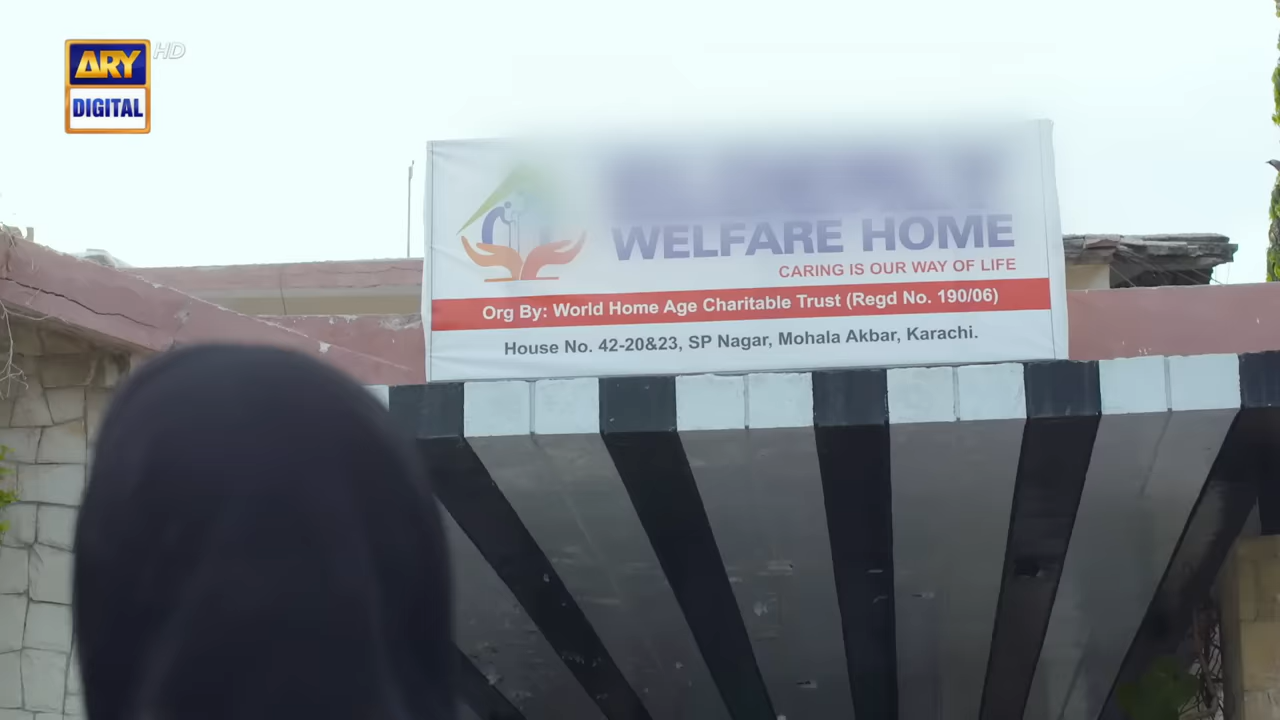 ARY HD
DIGITAL
WELFARE HOME
CARING IS OUR WAY OF LIFE
Org By: World Home Age Charitable Trust (Regd No. 190/06)
House No. 42-20&23, SP Nagar, Mohala Akbar, Karachi.